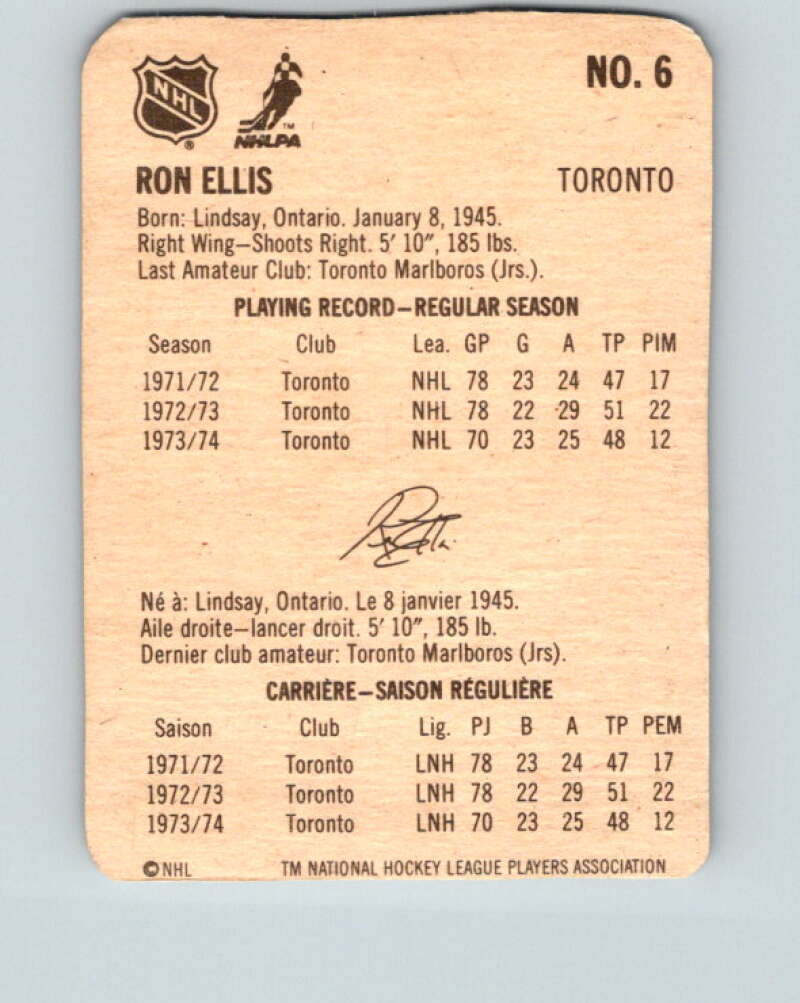 NHL
®
TM
NHLPA
NO. 6
RON ELLIS TORONTO
Born: Lindsay, Ontario. January 8, 1945.
Right Wing–Shoots Right. 5′ 10″, 185 lbs.
Last Amateur Club: Toronto Marlboros (Jrs.).
PLAYING RECORD–REGULAR SEASON
Season Club Lea. GP G A TP PIM
1971/72 Toronto NHL 78 23 24 47 17
1972/73 Toronto NHL 78 22 29 51 22
1973/74 Toronto NHL 70 23 25 48 12
Ron Ellis
Né à: Lindsay, Ontario. Le 8 janvier 1945.
Aile droite–lancer droit. 5′ 10″, 185 lb.
Dernier club amateur: Toronto Marlboros (Jrs).
CARRIÈRE–SAISON RÉGULIÈRE
Saison Club Lig. PJ B A TP PEM
1971/72 Toronto LNH 78 23 24 47 17
1972/73 Toronto LNH 78 22 29 51 22
1973/74 Toronto LNH 70 23 25 48 12
©NHL TM NATIONAL HOCKEY LEAGUE PLAYERS ASSOCIATION